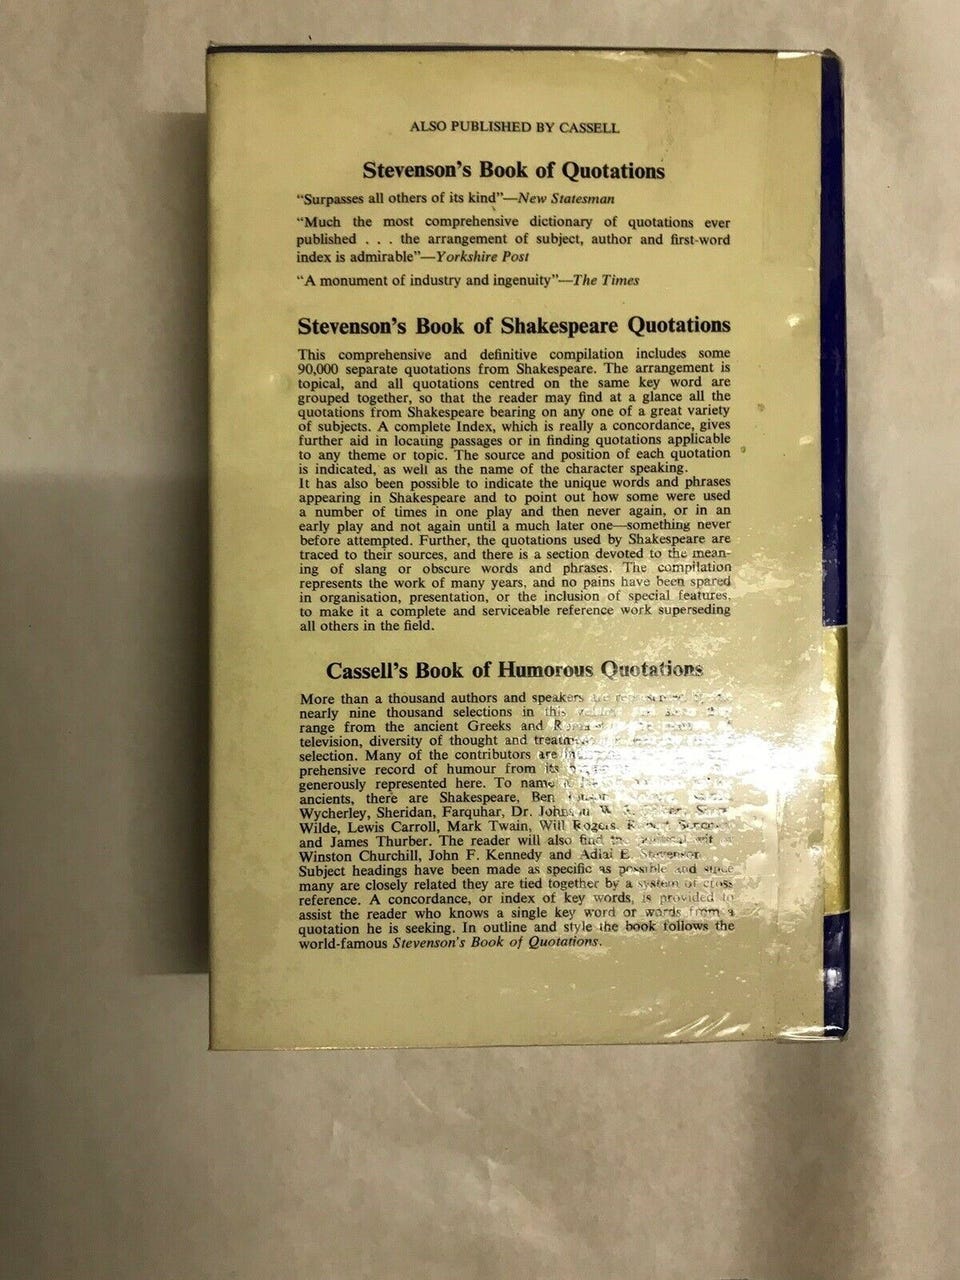 ALSO PUBLISHED BY CASSELL
Stevenson's Book of Quotations
“Surpasses all others of its kind”—New Statesman
“Much the most comprehensive dictionary of quotations ever
published . . . the arrangement of subject, author and first-word
index is admirable”—Yorkshire Post
“A monument of industry and ingenuity”—The Times
Stevenson's Book of Shakespeare Quotations
This comprehensive and definitive compilation includes some
90,000 separate quotations from Shakespeare. The arrangement is
topical, and all quotations centred on the same key word are
grouped together, so that the reader may find at a glance all the
quotations from Shakespeare bearing on any one of a great variety
of subjects. A complete Index, which is really a concordance, gives
further aid in locating passages or in finding quotations applicable
to any theme or topic. The source and position of each quotation
is indicated, as well as the name of the character speaking.
It has also been possible to indicate the unique words and phrases
appearing in Shakespeare and to point out how some were used
a number of times in one play and then never again, or in an
early play and not again until a much later one—something never
before attempted. Further, the quotations used by Shakespeare are
traced to their sources, and there is a section devoted to the mean-
ing of slang or obscure words and phrases. The compilation
represents the work of many years, and no pains have been spared
in organisation, presentation, or the inclusion of special features,
to make it a complete and serviceable reference work superseding
all others in the field.
Cassell's Book of Humorous Quotations
More than a thousand authors and speakers
nearly nine thousand selections in this
range from the ancient Greeks and
television, diversity of thought and
selection. Many of the contributors are
prehensive record of humour from its
generously represented here. To name
ancients, there are Shakespeare, Ben
Wycherley, Sheridan, Farquhar, Dr. Johnson
Wilde, Lewis Carroll, Mark Twain, Will Rogers,
and James Thurber. The reader will also find the
Winston Churchill, John F. Kennedy and Adlai E. Stevenson
Subject headings have been made as specific as possible and since
many are closely related they are tied together by a system of cross
reference. A concordance, or index of key words, is provided to
assist the reader who knows a single key word or words from a
quotation he is seeking. In outline and style the book follows the
world-famous Stevenson's Book of Quotations.